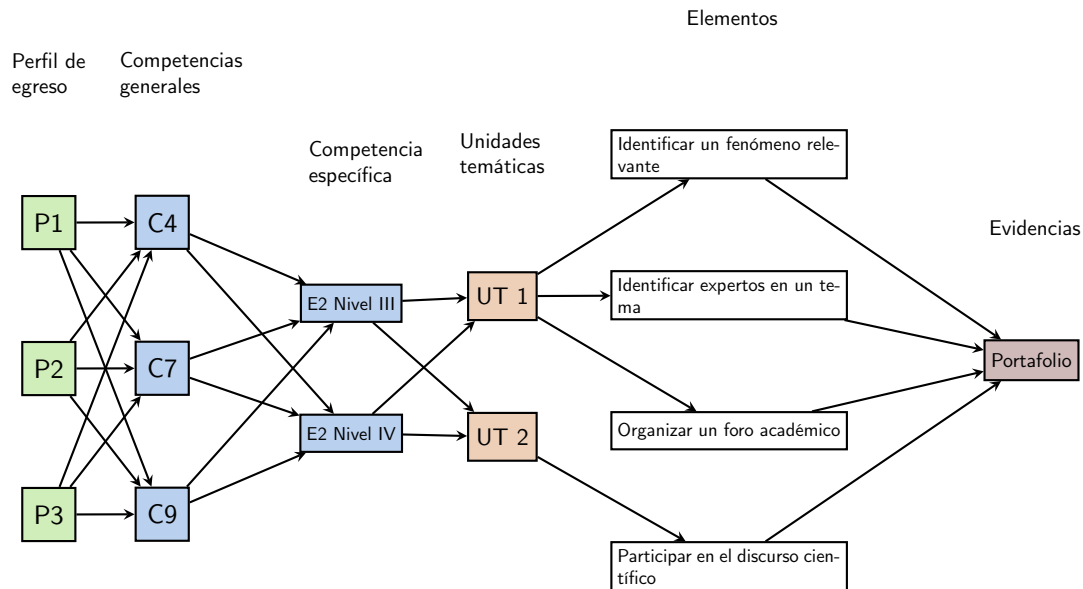 Elementos
Perfil de
egreso
Competencias
generales
Competencia
específica
Unidades
temáticas
Evidencias
P1
P2
P3
C4
C7
C9
E2 Nivel III
E2 Nivel IV
UT 1
UT 2
Identificar un fenómeno rele-
vante
Identificar expertos en un te-
ma
Organizar un foro académico
Participar en el discurso cien-
tífico
Portafolio